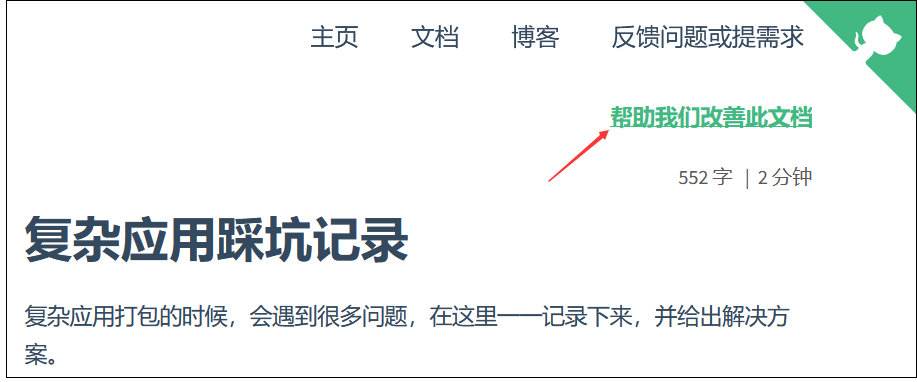 主页 文档 博客 反馈问题或提需求
帮助我们改善此文档
552 字 | 2 分钟
复杂应用踩坑记录
复杂应用打包的时候，会遇到很多问题，在这里一一记录下来，并给出解决方
案。